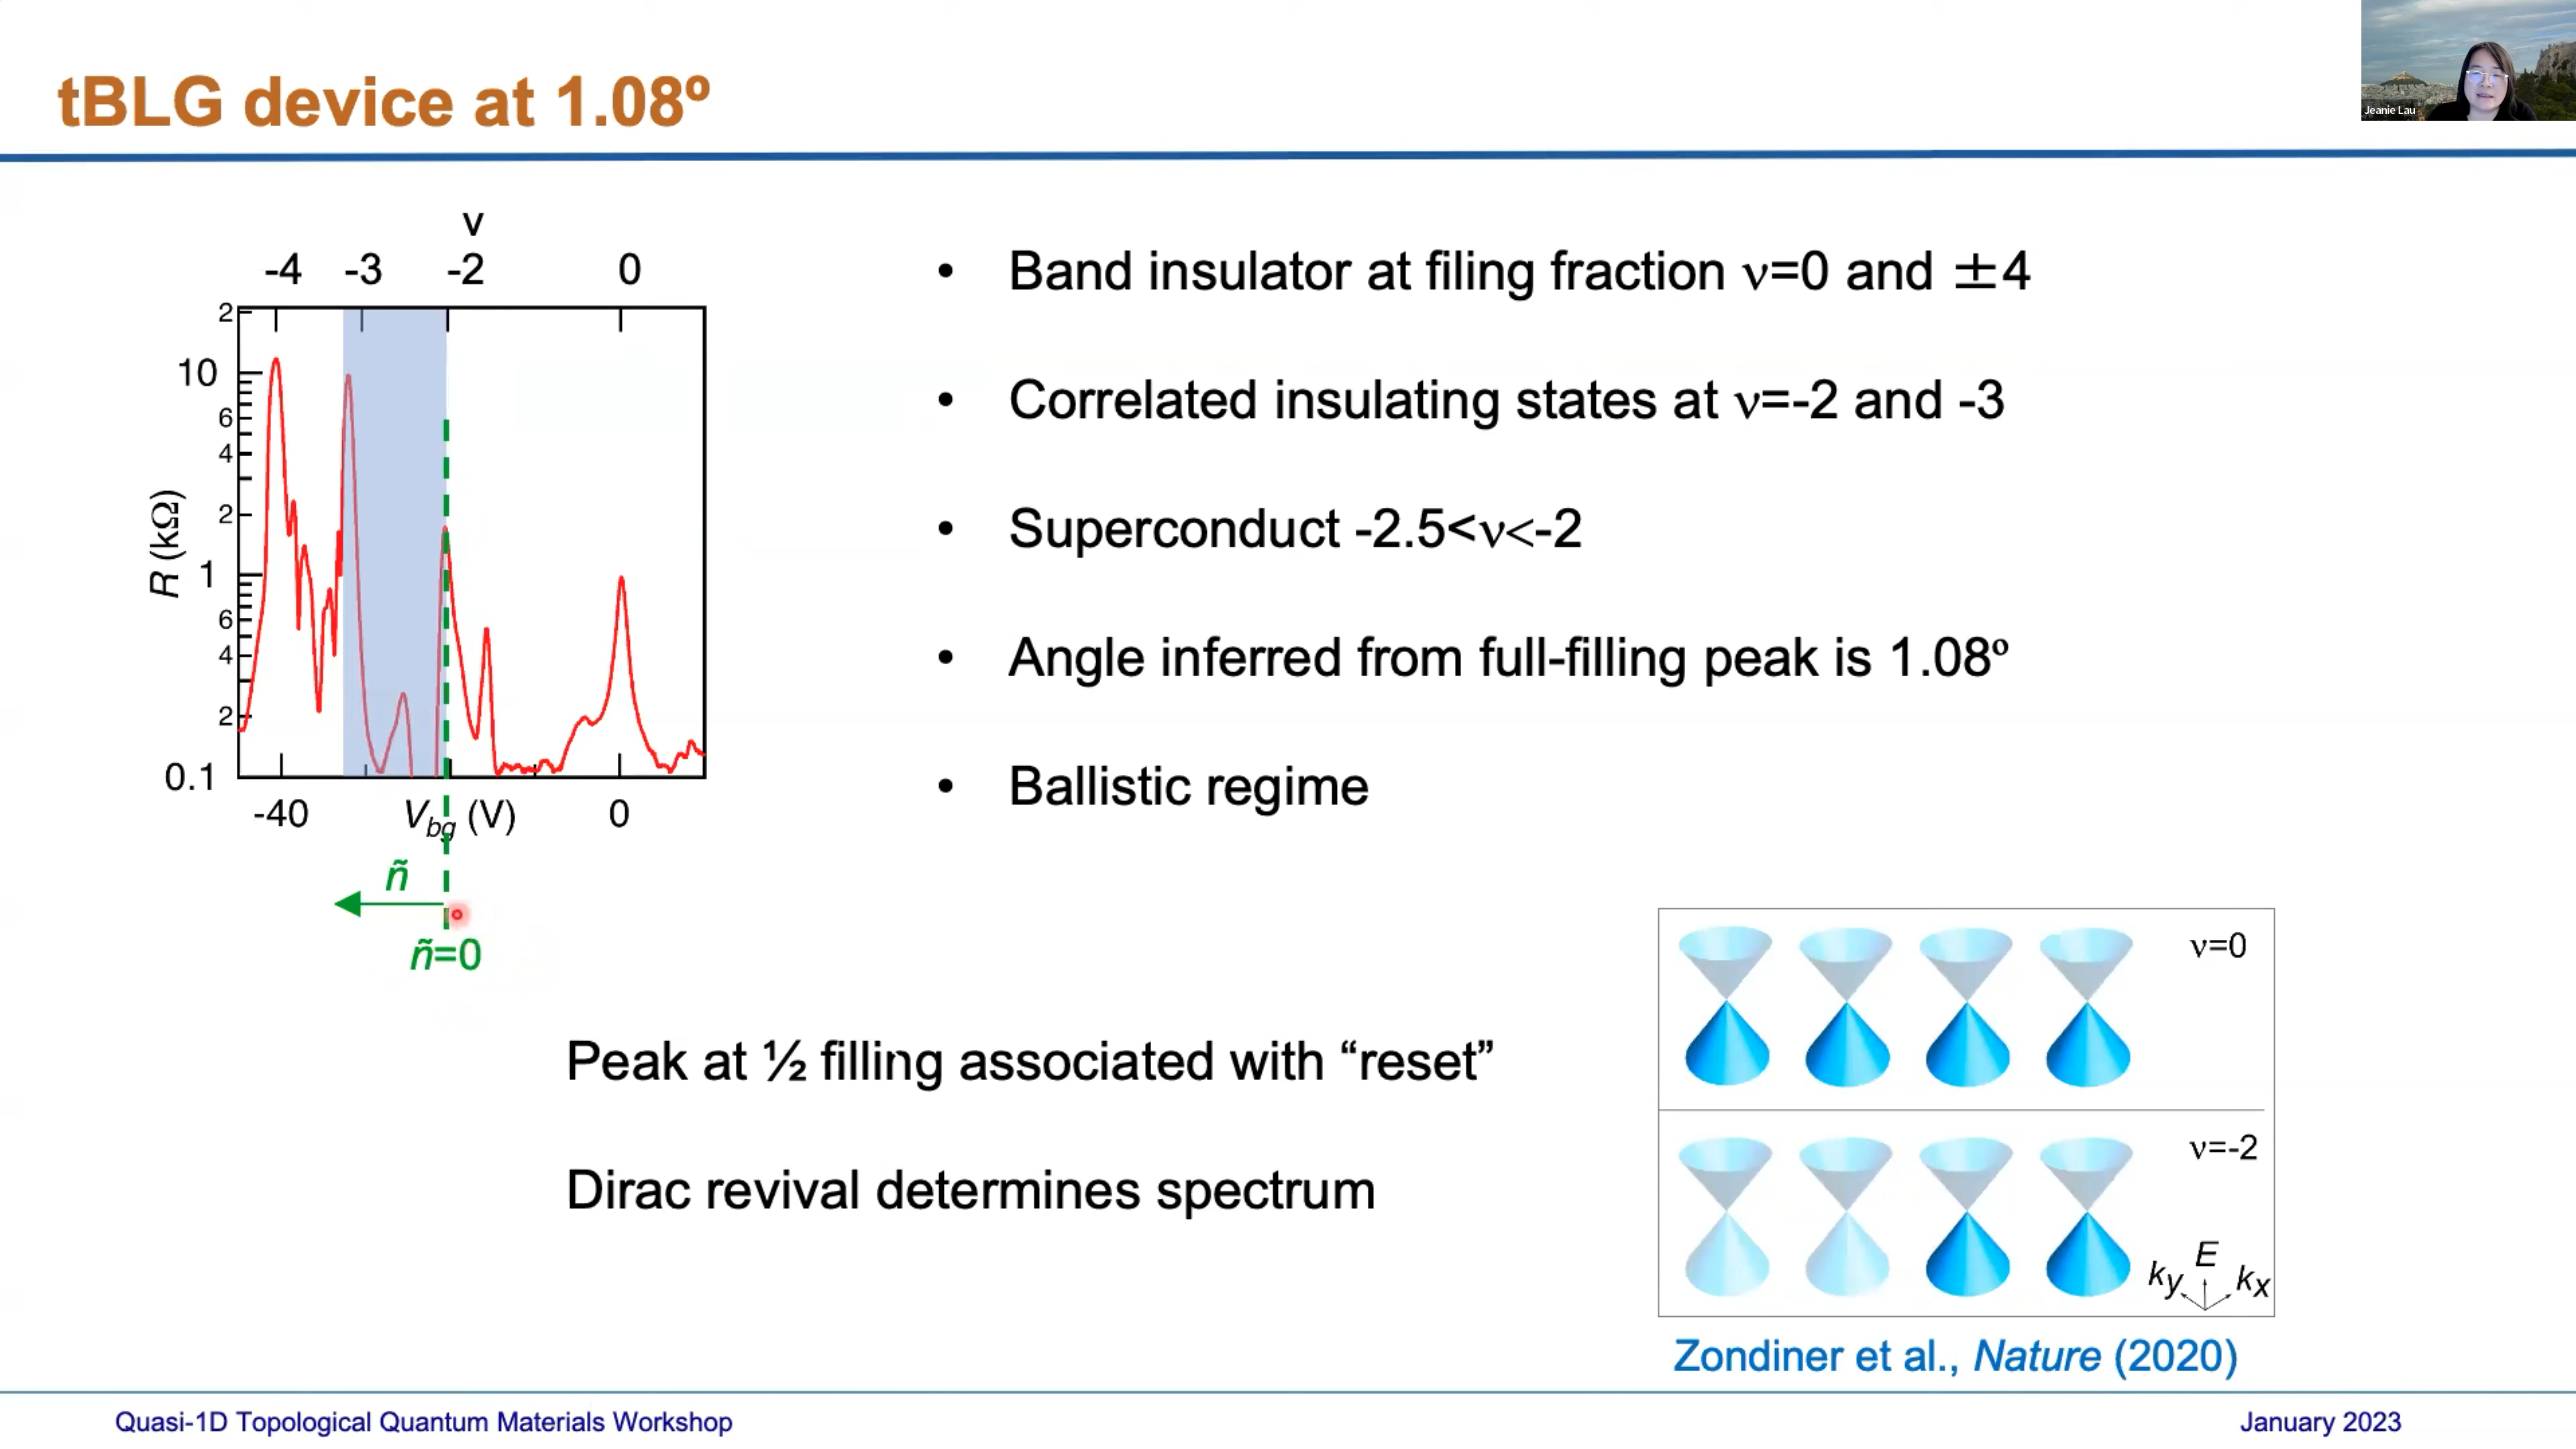 tBLG device at 1.08º
Jeanie Lau
ν
-4 -3 -2 0
2
10
6
4
2
1
6
4
2
0.1
R (kΩ)
-40 Vbg (V) 0
ñ
ñ=0
• Band insulator at filing fraction ν=0 and ±4
• Correlated insulating states at ν=-2 and -3
• Superconduct -2.5<ν<-2
• Angle inferred from full-filling peak is 1.08º
• Ballistic regime
Peak at ½ filling associated with “reset”
Dirac revival determines spectrum
ν=0
ν=-2
E
ky kx
Zondiner et al., Nature (2020)
Quasi-1D Topological Quantum Materials Workshop
January 2023